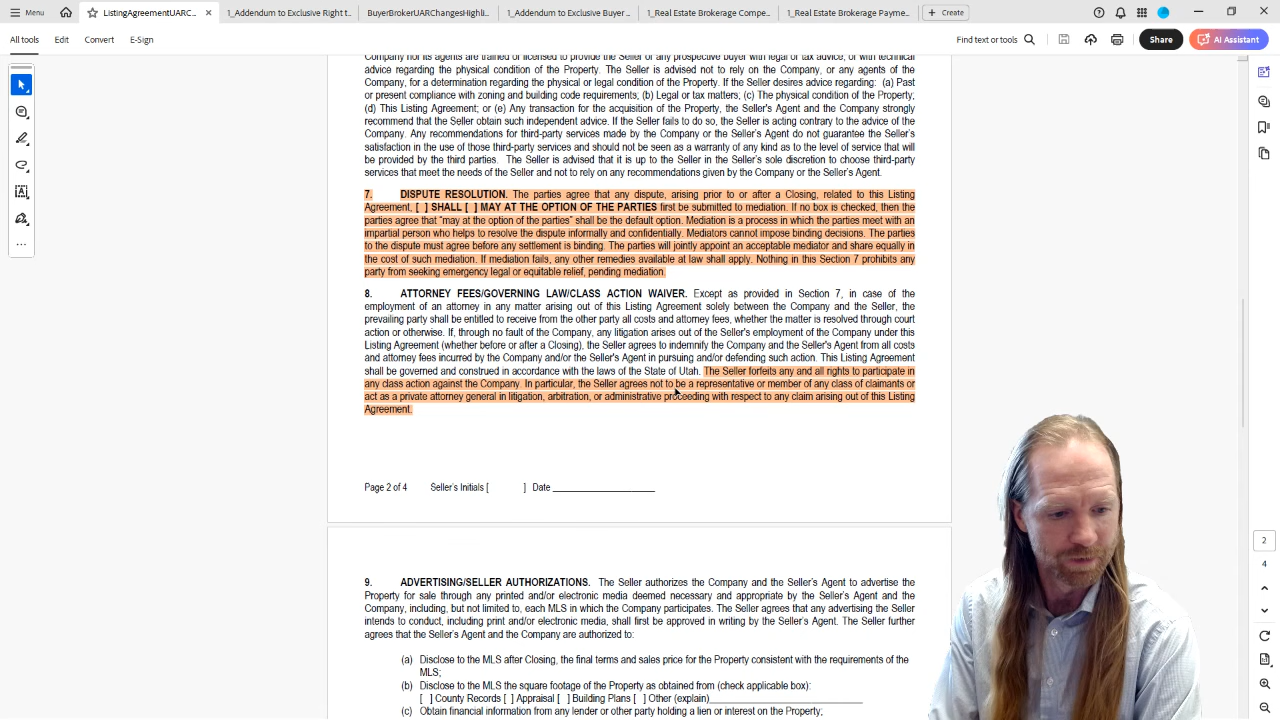 ListingAgreementUARC...
1_Addendum to Exclusive Right t...
BuyerBrokerUARChangesHighli...
1_Addendum to Exclusive Buyer ...
1_Real Estate Brokerage Compe...
1_Real Estate Brokerage Payme...
Create
Menu
All tools
Edit
Convert
E-Sign
Find text or tools
Share
AI Assistant
Company nor its agents are trained or licensed to provide the Seller or any prospective buyer with legal or tax advice, or with technical
advice regarding the physical condition of the Property. The Seller is advised not to rely on the Company, or any agents of the
Company, for a determination regarding the physical or legal condition of the Property. If the Seller desires advice regarding: (a) Past
or present compliance with zoning and building code requirements; (b) Legal or tax matters; (c) The physical condition of the Property;
(d) This Listing Agreement; or (e) Any transaction for the acquisition of the Property, the Seller's Agent and the Company strongly
recommend that the Seller obtain such independent advice. If the Seller fails to do so, the Seller is acting contrary to the advice of the
Company. Any recommendations for third-party services made by the Company or the Seller's Agent do not guarantee the Seller's
satisfaction in the use of those third-party services and should not be seen as a warranty of any kind as to the level of service that will
be provided by the third parties. The Seller is advised that it is up to the Seller in the Seller's sole discretion to choose third-party
services that meet the needs of the Seller and not to rely on any recommendations given by the Company or the Seller's Agent.
7. DISPUTE RESOLUTION. The parties agree that any dispute, arising prior to or after a Closing, related to this Listing
Agreement, [ ] SHALL [ ] MAY AT THE OPTION OF THE PARTIES first be submitted to mediation. If no box is checked, then the
parties agree that "may at the option of the parties" shall be the default option. Mediation is a process in which the parties meet with an
impartial person who helps to resolve the dispute informally and confidentially. Mediators cannot impose binding decisions. The parties
to the dispute must agree before any settlement is binding. The parties will jointly appoint an acceptable mediator and share equally in
the cost of such mediation. If mediation fails, any other remedies available at law shall apply. Nothing in this Section 7 prohibits any
party from seeking emergency legal or equitable relief, pending mediation.
8. ATTORNEY FEES/GOVERNING LAW/CLASS ACTION WAIVER. Except as provided in Section 7, in case of the
employment of an attorney in any matter arising out of this Listing Agreement solely between the Company and the Seller, the
prevailing party shall be entitled to receive from the other party all costs and attorney fees, whether the matter is resolved through court
action or otherwise. If, through no fault of the Company, any litigation arises out of the Seller's employment of the Company under this
Listing Agreement (whether before or after a Closing), the Seller agrees to indemnify the Company and the Seller's Agent from all costs
and attorney fees incurred by the Company and/or the Seller's Agent in pursuing and/or defending such action. This Listing Agreement
shall be governed and construed in accordance with the laws of the State of Utah. The Seller forfeits any and all rights to participate in
any class action against the Company. In particular, the Seller agrees not to be a representative or member of any class of claimants or
act as a private attorney general in litigation, arbitration, or administrative proceeding with respect to any claim arising out of this Listing
Agreement.
Page 2 of 4 Seller's Initials [ ] Date ____________________
9. ADVERTISING/SELLER AUTHORIZATIONS. The Seller authorizes the Company and the Seller's Agent to advertise the
Property for sale through any printed and/or electronic media deemed necessary and appropriate by the Seller's Agent and the
Company, including, but not limited to, each MLS in which the Company participates. The Seller agrees that any advertising the Seller
intends to conduct, including print and/or electronic media, shall first be approved in writing by the Seller's Agent. The Seller further
agrees that the Seller's Agent and the Company are authorized to:
(a) Disclose to the MLS after Closing, the final terms and sales price for the Property consistent with the requirements of the
MLS;
(b) Disclose to the MLS the square footage of the Property as obtained from (check applicable box):
[ ] County Records [ ] Appraisal [ ] Building Plans [ ] Other (explain)______________________________
(c) Obtain financial information from any lender or other party holding a lien or interest on the Property;
2
4